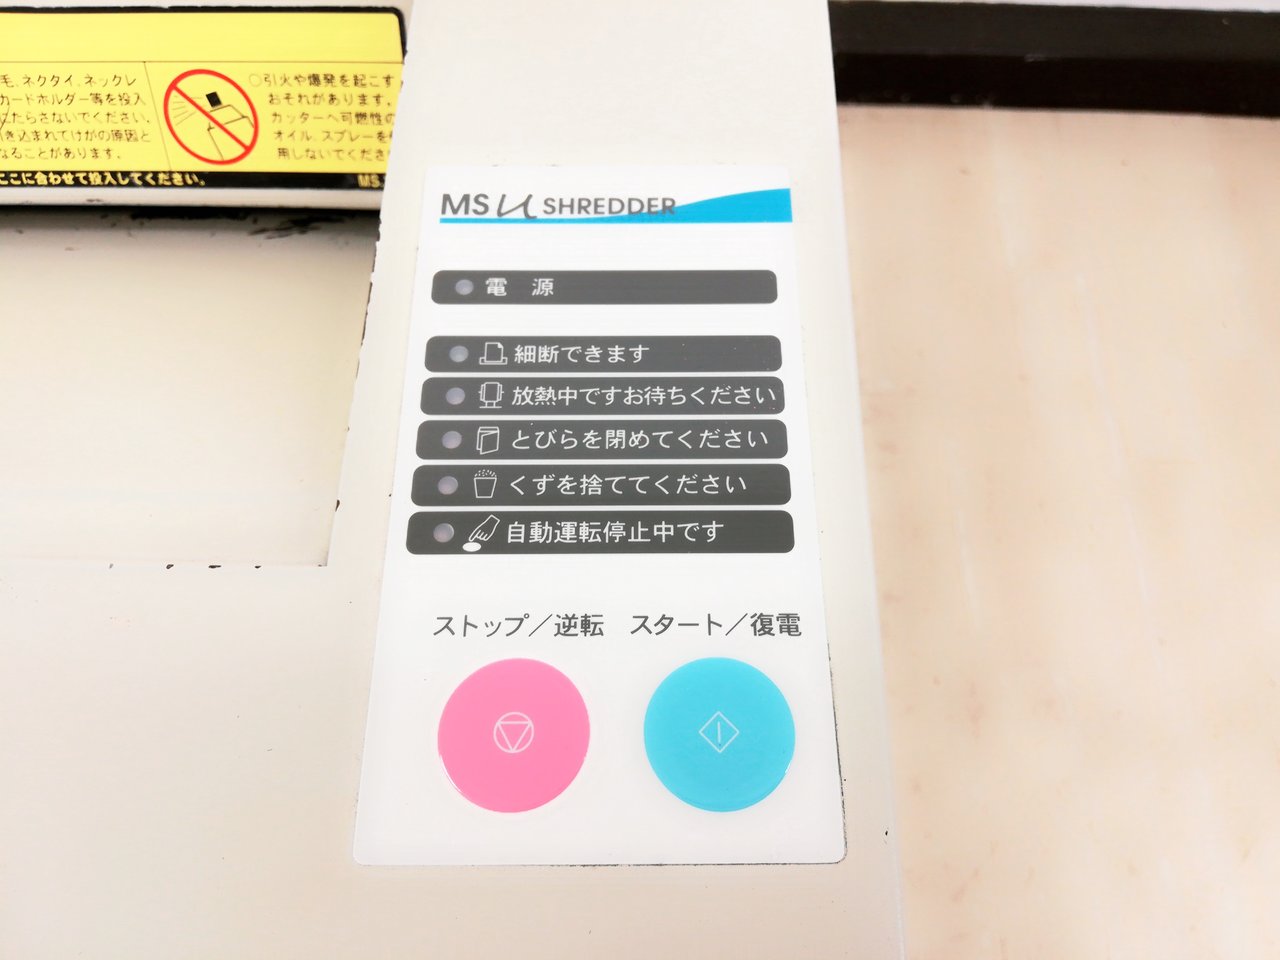 毛、ネクタイ、ネックレ
カードホルダー等を投入
にたらさないでください。
き込まれてけがの原因と
なることがあります。
○引火や爆発を起こす
おそれがあります。
カッターへ可燃性の
オイル、スプレーを
用しないでくださ
ここに合わせて投入してください。
MS
MS u SHREDDER
電 源
細断できます
放熱中ですお待ちください
とびらを閉めてください
くずを捨ててください
自動運転停止中です
ストップ／逆転 スタート／復電